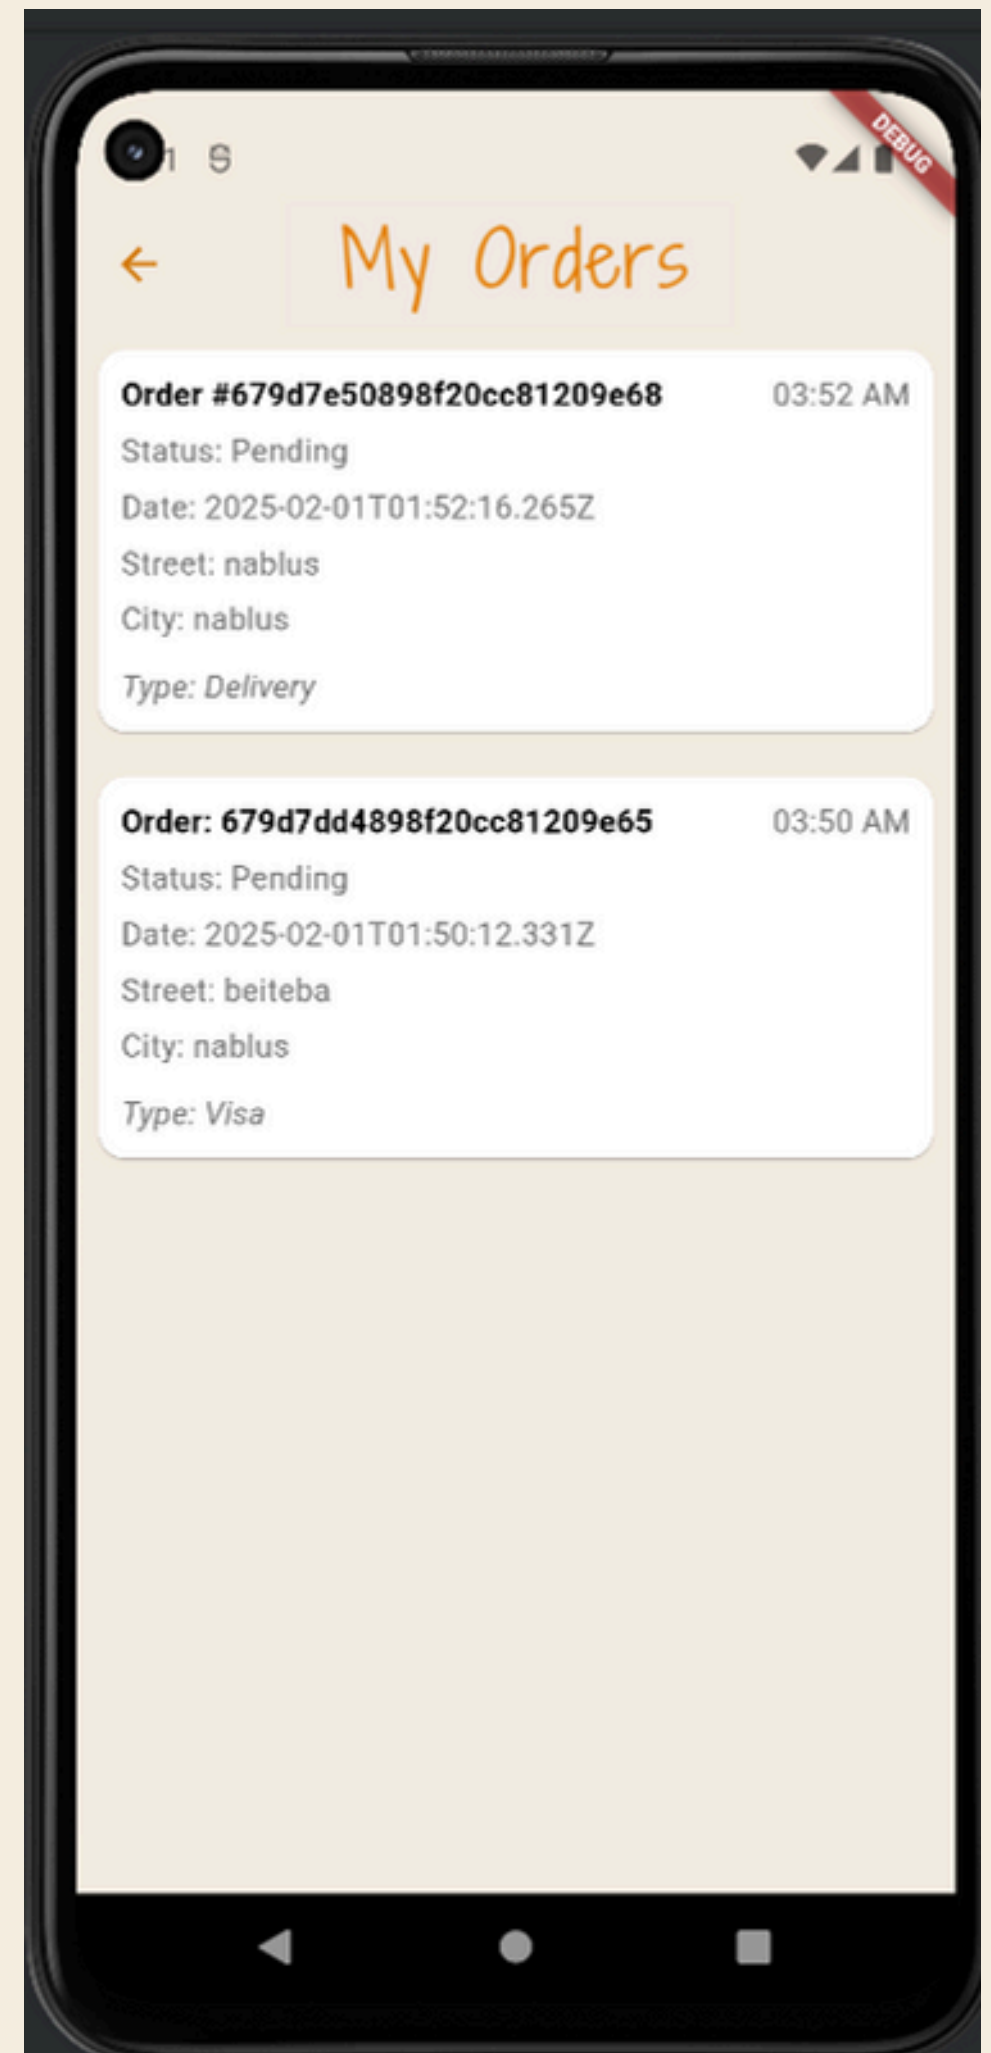 DEBUG
My Orders
Order #679d7e50898f20cc81209e68 03:52 AM
Status: Pending
Date: 2025-02-01T01:52:16.265Z
Street: nablus
City: nablus
Type: Delivery
Order: 679d7dd4898f20cc81209e65 03:50 AM
Status: Pending
Date: 2025-02-01T01:50:12.331Z
Street: beiteba
City: nablus
Type: Visa